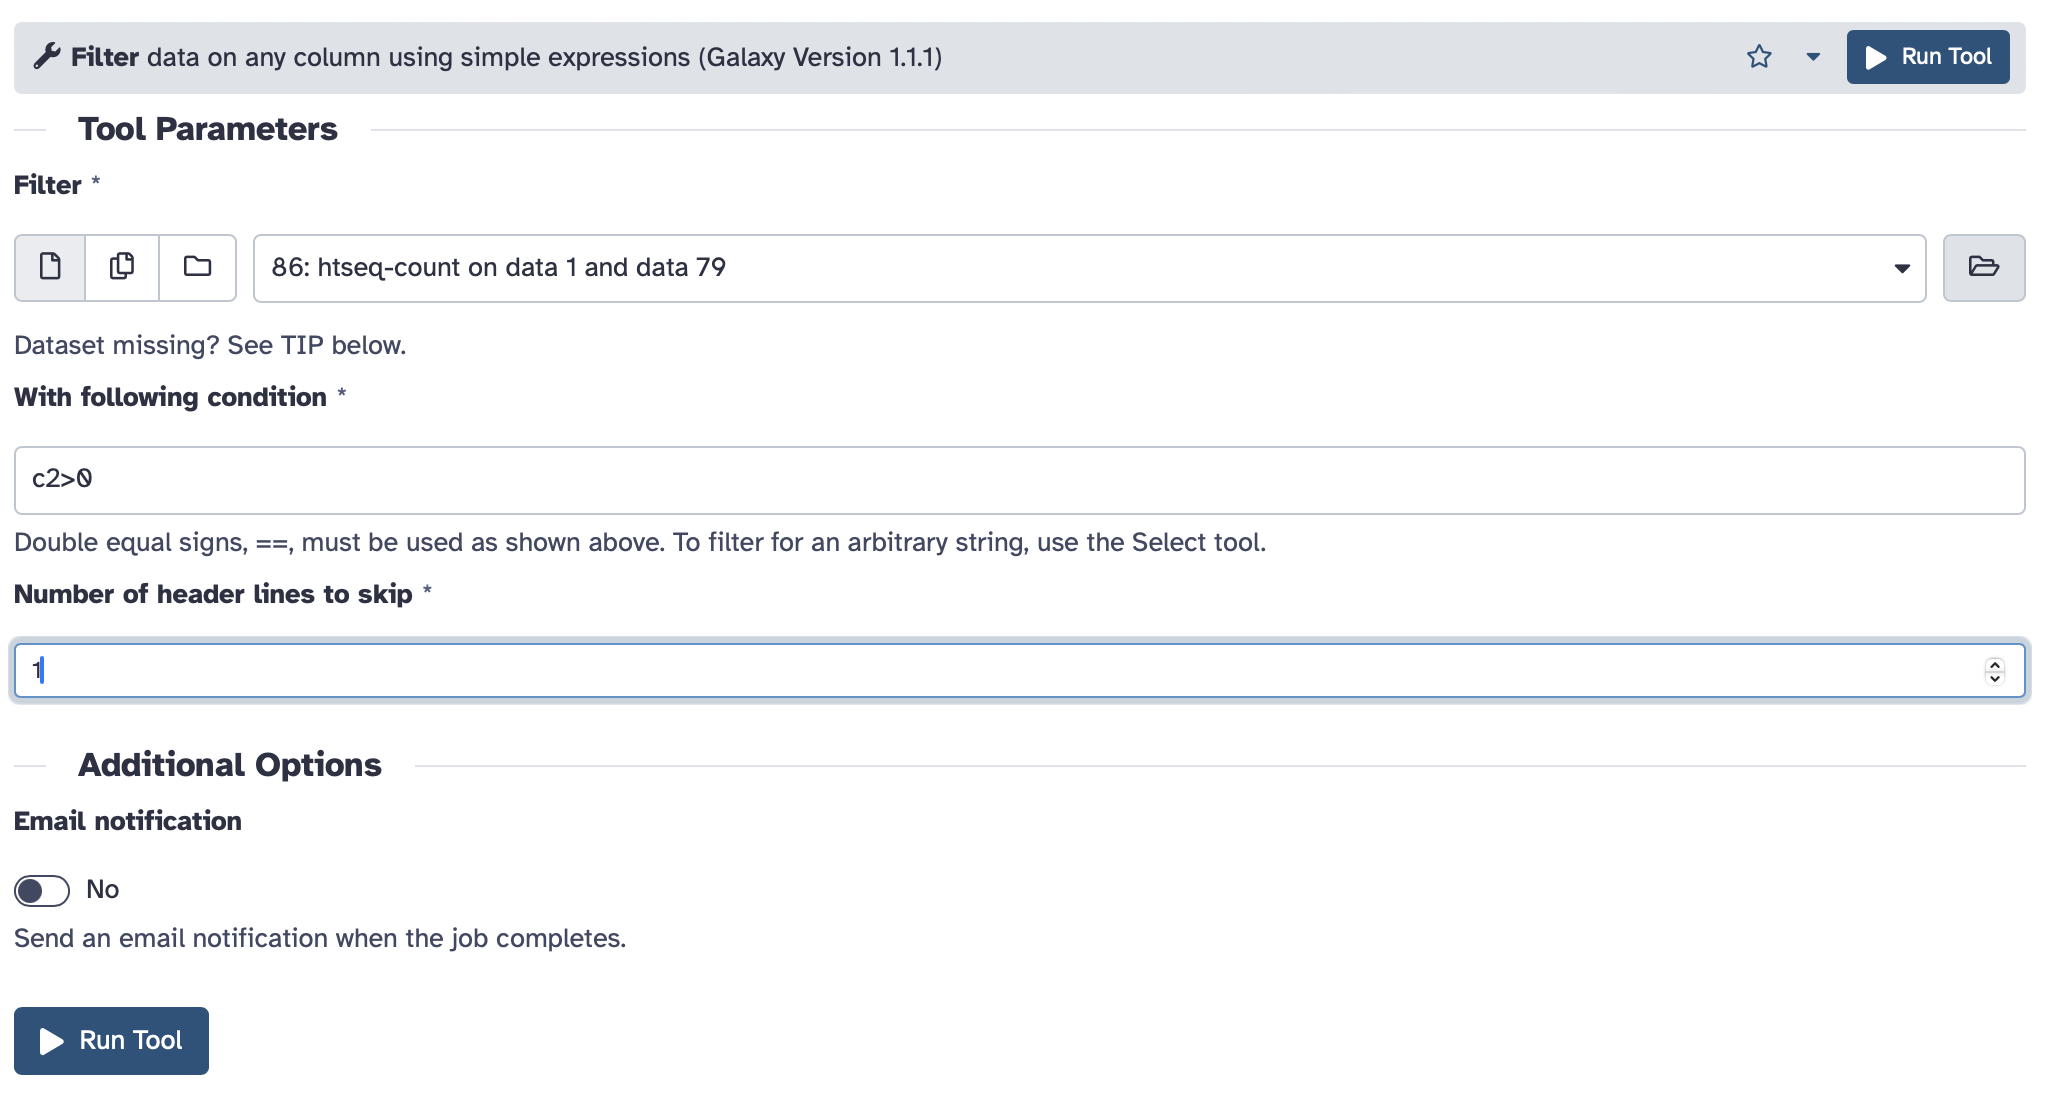 Filter data on any column using simple expressions (Galaxy Version 1.1.1)
Run Tool
Tool Parameters
Filter *
86: htseq-count on data 1 and data 79
Dataset missing? See TIP below.
With following condition *
c2>0
Double equal signs, ==, must be used as shown above. To filter for an arbitrary string, use the Select tool.
Number of header lines to skip *
1
Additional Options
Email notification
No
Send an email notification when the job completes.
Run Tool